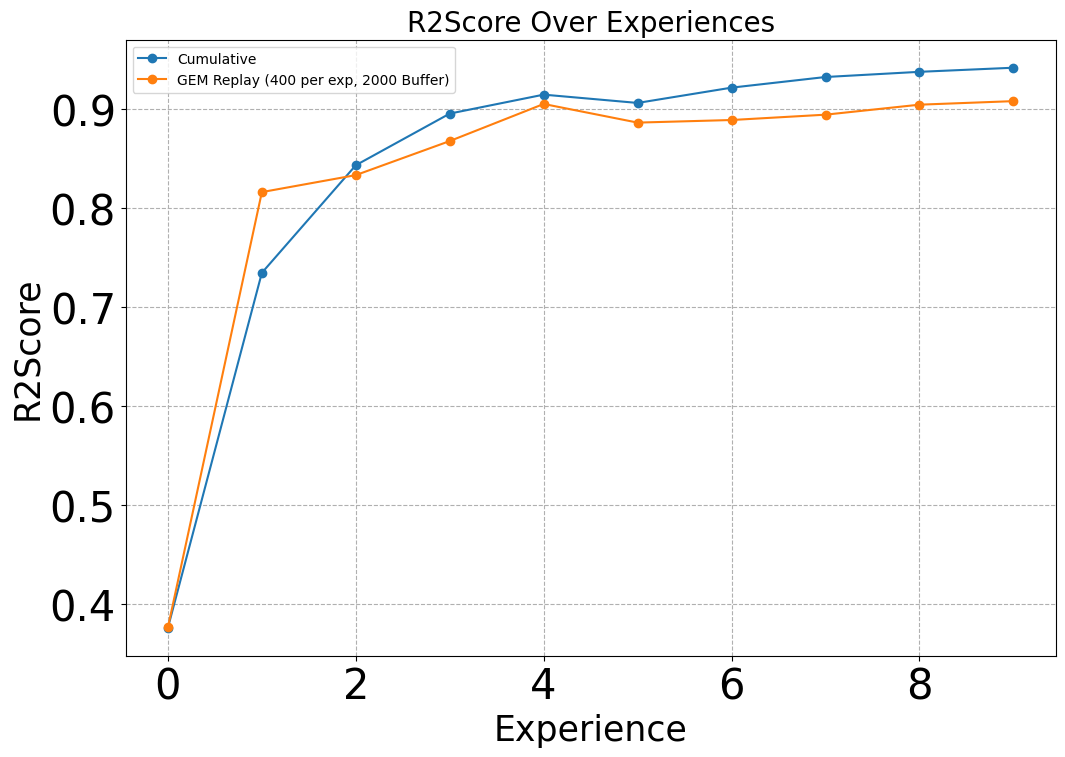 R2Score Over Experiences
Cumulative
GEM Replay (400 per exp, 2000 Buffer)
R2Score
0.9
0.8
0.7
0.6
0.5
0.4
0 2 4 6 8
Experience